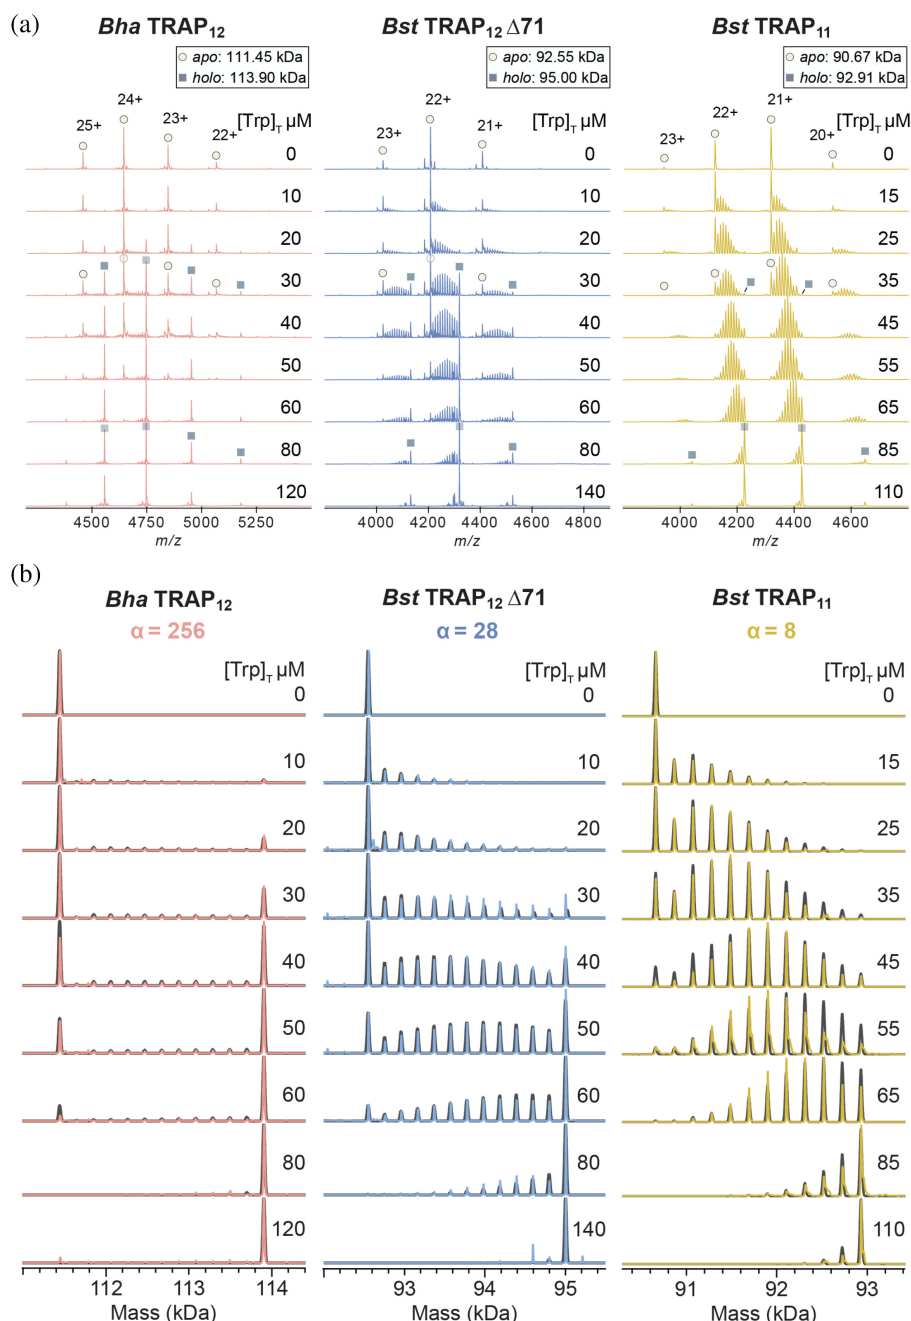 (a)
Bha TRAP12
Bst TRAP12 Δ71
Bst TRAP11
apo: 111.45 kDa
holo: 113.90 kDa
apo: 92.55 kDa
holo: 95.00 kDa
apo: 90.67 kDa
holo: 92.91 kDa
25+ 24+ 23+ 22+ [Trp]T µM
23+ 22+ 21+ [Trp]T µM
23+ 22+ 21+ 20+ [Trp]T µM
0 0 0
10 10 15
20 20 25
30 30 35
40 40 45
50 50 55
60 60 65
80 80 85
120 140 110
4500 4750 5000 5250
4000 4200 4400 4600 4800
4000 4200 4400 4600
m/z m/z m/z
(b)
Bha TRAP12
Bst TRAP12 Δ71
Bst TRAP11
α = 256
α = 28
α = 8
[Trp]T µM [Trp]T µM [Trp]T µM
0 0 0
10 10 15
20 20 25
30 30 35
40 40 45
50 50 55
60 60 65
80 80 85
120 140 110
112 113 114
93 94 95
91 92 93
Mass (kDa) Mass (kDa) Mass (kDa)